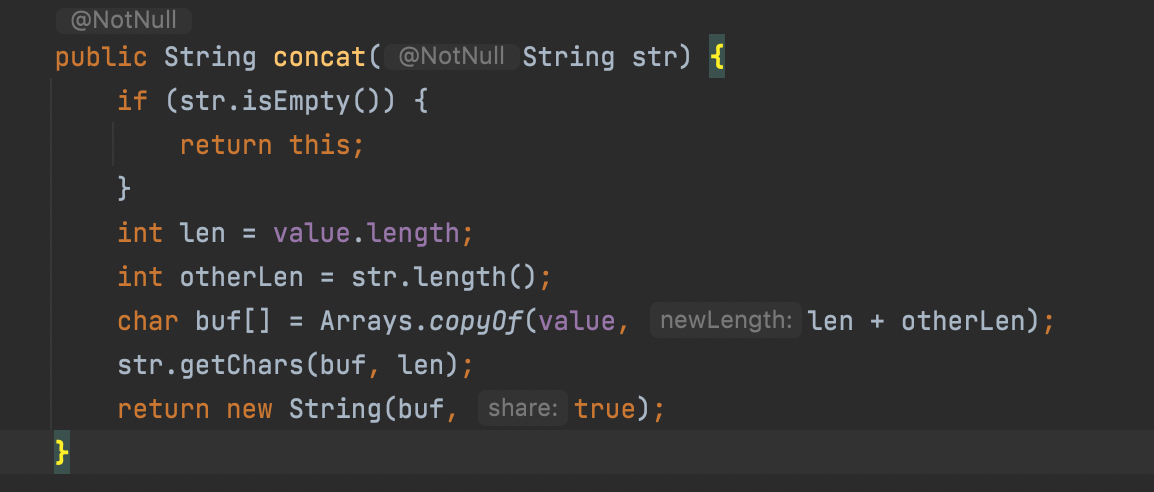 @NotNull
public String concat( @NotNull String str) {
    if (str.isEmpty()) {
        return this;
    }
    int len = value.length;
    int otherLen = str.length();
    char buf[] = Arrays.copyOf(value, newLength: len + otherLen);
    str.getChars(buf, len);
    return new String(buf, share: true);
}